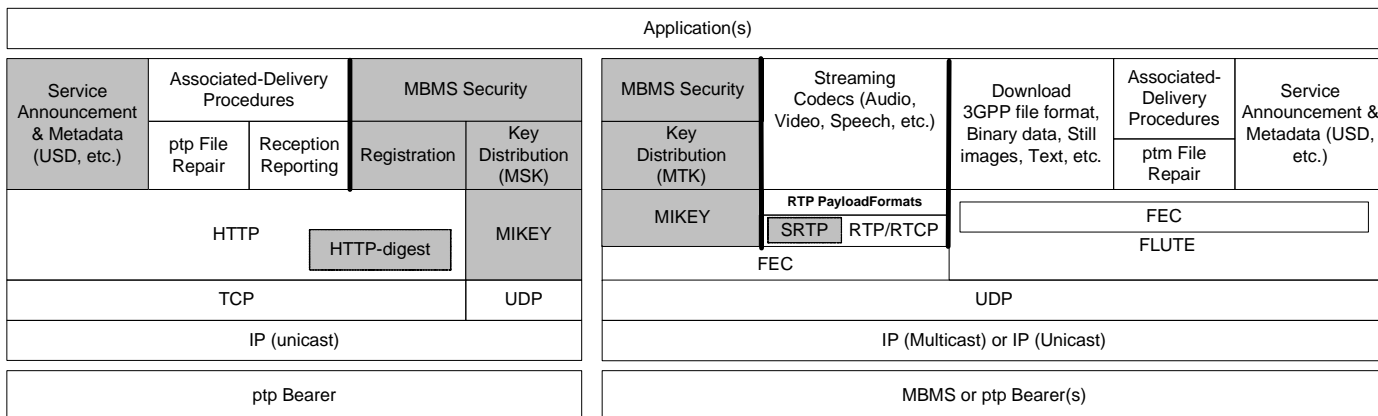 Application(s)
Service
Announcement
& Metadata
(USD, etc.)
Associated-Delivery
Procedures
ptp File
Repair
Reception
Reporting
MBMS Security
Registration
Key
Distribution
(MSK)
HTTP
HTTP-digest
MIKEY
TCP
UDP
IP (unicast)
ptp Bearer
MBMS Security
Key
Distribution
(MTK)
MIKEY
Streaming
Codecs (Audio,
Video, Speech, etc.)
RTP PayloadFormats
SRTP
RTP/RTCP
FEC
Download
3GPP file format,
Binary data, Still
images, Text, etc.
Associated-
Delivery
Procedures
ptm File
Repair
Service
Announcement &
Metadata (USD,
etc.)
FEC
FLUTE
UDP
IP (Multicast) or IP (Unicast)
MBMS or ptp Bearer(s)